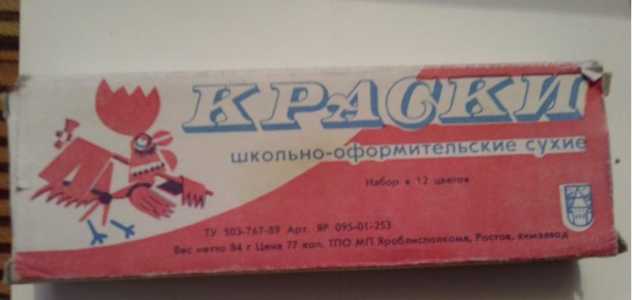 КРАСКИ
школьно-оформительские сухие
Набор в 12 цветов
ТУ 503-767-89 Арт. ЯР 095-01-253
Вес нетто 84 г Цена 77 коп. ТПО МП Яроблисполкома, Ростов, химзавод